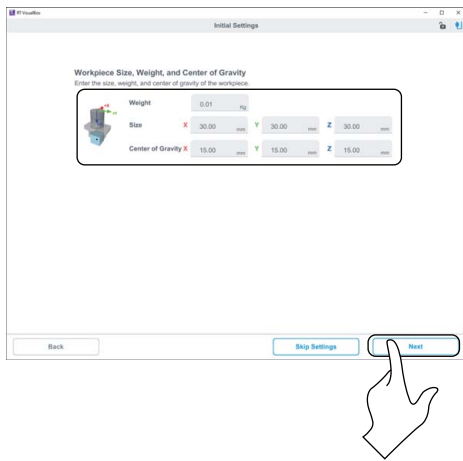 RT VisualBox
Initial Settings
Workpiece Size, Weight, and Center of Gravity
Enter the size, weight, and center of gravity of the workpiece.
Weight 0.01 Kg
Size X 30.00 mm Y 30.00 mm Z 30.00 mm
Center of Gravity X 15.00 mm Y 15.00 mm Z 15.00 mm
Back Skip Settings Next